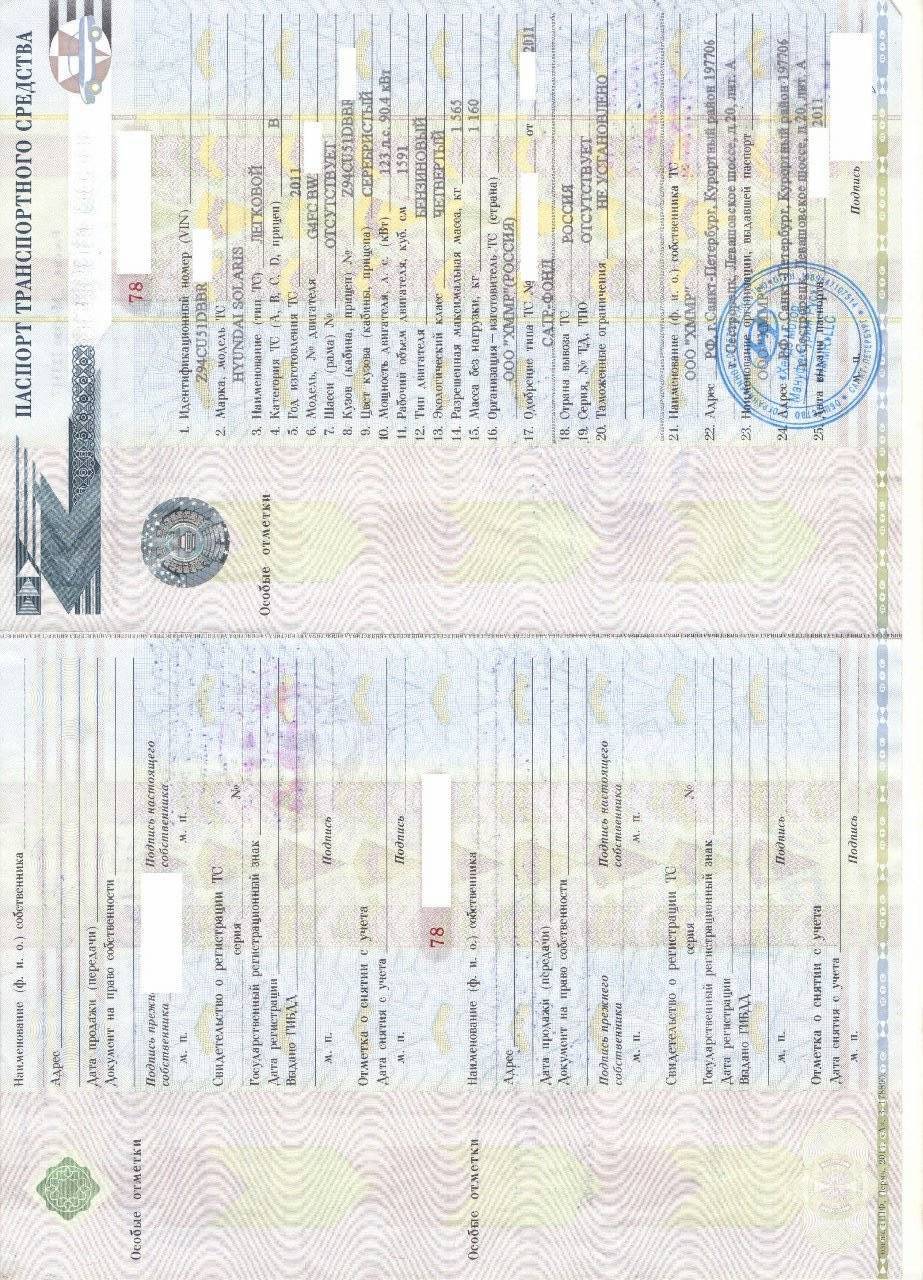 ПАСПОРТ ТРАНСПОРТНОГО СРЕДСТВА
78
1. Идентификационный номер (VIN)
Z94CU51DBBR
2. Марка, модель ТС
HYUNDAI SOLARIS
3. Наименование (тип ТС) ЛЕГКОВОЙ
4. Категория ТС (A, B, C, D, прицеп) B
5. Год изготовления ТС 2011
6. Модель, № двигателя G4FC BW
7. Шасси (рама) № ОТСУТСТВУЕТ
8. Кузов (кабина, прицеп) № Z94CU51DBBR
9. Цвет кузова (кабины, прицепа) СЕРЕБРИСТЫЙ
10. Мощность двигателя, л. с. (кВт) 123 л.с. 90.4 кВт
11. Рабочий объем двигателя, куб. см 1591
12. Тип двигателя БЕНЗИНОВЫЙ
13. Экологический класс ЧЕТВЕРТЫЙ
14. Разрешенная максимальная масса, кг 1 565
15. Масса без нагрузки, кг 1 160
16. Организация—изготовитель ТС (страна)
ООО "ХММР"(РОССИЯ)
17. Одобрение типа ТС № от 2011
САТР-ФОНД
18. Страна вывоза ТС РОССИЯ
19. Серия, № ТД, ТПО ОТСУТСТВУЕТ
20. Таможенные ограничения НЕ УСТАНОВЛЕНО
21. Наименование (ф. и. о.) собственника ТС
ООО "ХММР"
22. Адрес РФ, г.Санкт-Петербург, Курортный район 197706
г. Сестрорецк, Левашовское шоссе, д.20, лит. А
23. Наименование организации, выдавшей паспорт
ООО "ХММР"
24. Адрес РФ, г.Санкт-Петербург, Курортный район 197706
г. Сестрорецк, Левашовское шоссе, д.20, лит. А
25. Дата выдачи паспорта 2011
М. П. Подпись
Особые отметки
Наименование (ф. и. о.) собственника
Адрес
Дата продажи (передачи)
Документ на право собственности
Подпись прежн Подпись настоящего
собственника собственника
м. п. м. п.
Свидетельство о регистрации ТС
серия №
Государственный регистрационный знак
Дата регистрации
Выдано ГИБДД
м. п. Подпись
Отметка о снятии с учета
Дата снятия с учета
м. п. Подпись
78
Наименование (ф. и. о.) собственника
Адрес
Дата продажи (передачи)
Документ на право собственности
Подпись прежнего Подпись настоящего
собственника собственника
м. п. м. п.
Свидетельство о регистрации ТС
серия №
Государственный регистрационный знак
Дата регистрации
Выдано ГИБДД
м. п. Подпись
Отметка о снятии с учета
Дата снятия с учета
м. п. Подпись
Особые отметки
Особые отметки